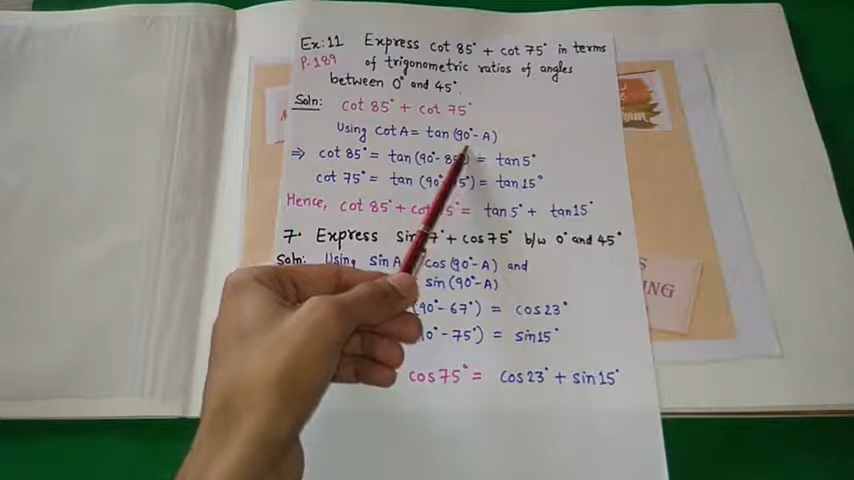 Ex:11 Express cot 85° + cot 75° in terms
P-189 of trigonometric ratios of angles
between 0° and 45°.
Soln: cot 85° + cot 75°
Using cot A = tan (90° - A)
⇒ cot 85° = tan (90° - 85°) = tan 5°
cot 75° = tan (90° - 75°) = tan 15°
Hence, cot 85° + cot 75° = tan 5° + tan 15°
7. Express sin 67° + cos 75° b/w 0° and 45°
Soln: Using sin A cos (90° - A) and
sin (90° - A)
(90° - 67°) = cos 23°
90° - 75°) = sin 15°
cos 75° = cos 23° + sin 15°